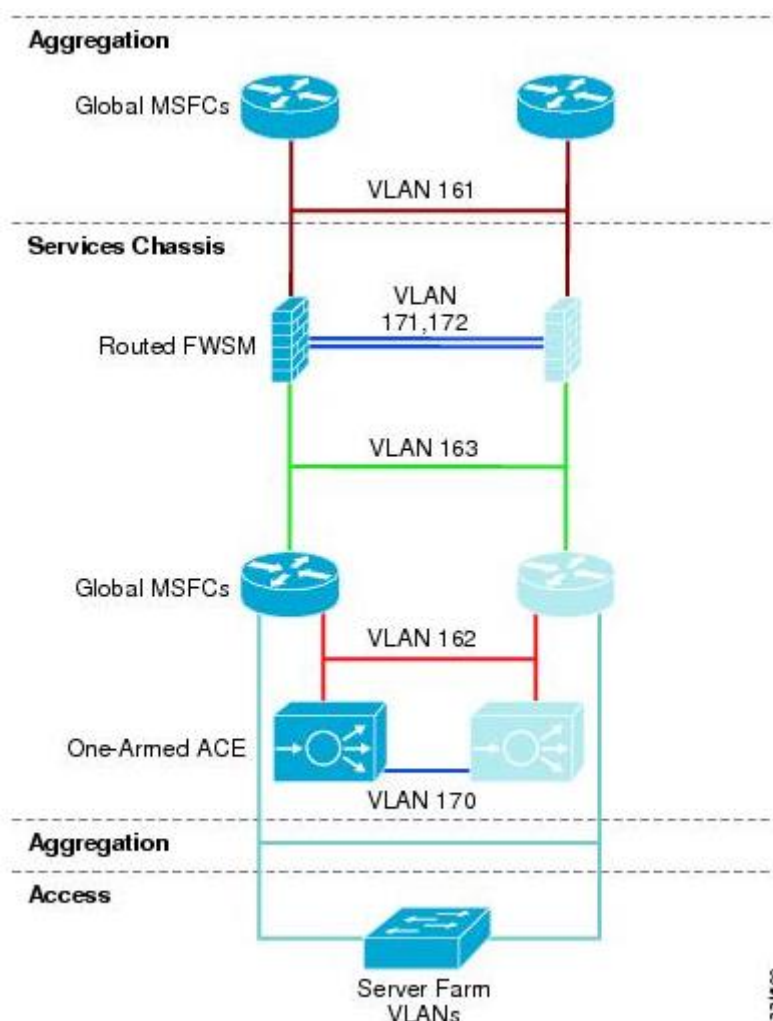 Aggregation
Global MSFCs
VLAN 161
Services Chassis
VLAN
171,172
Routed FWSM
VLAN 163
Global MSFCs
VLAN 162
One-Armed ACE
VLAN 170
Aggregation
Access
Server Farm
VLANs